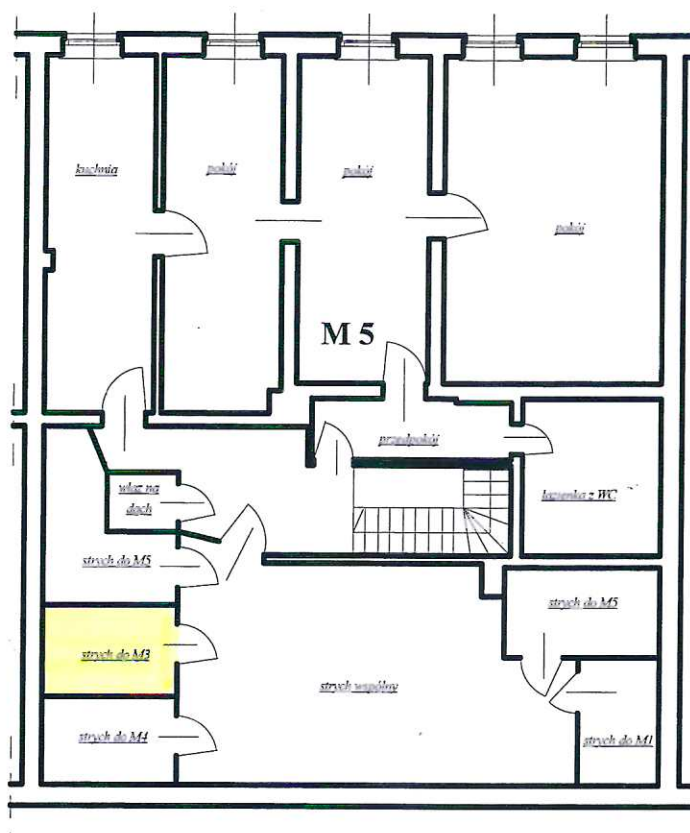 kuchnia
pokój
pokój
pokój
M 5
przedpokój
łazienka z WC
właz na
dach
strych do M5
strych do M5
strych do M3
strych wspólny
strych do M4
strych do M1